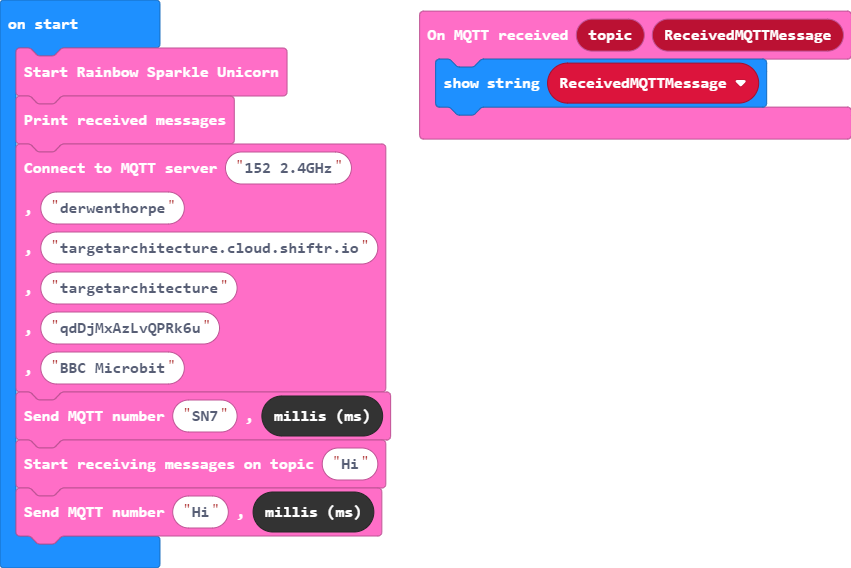 on start
Start Rainbow Sparkle Unicorn
Print received messages
Connect to MQTT server "152 2.4GHz"
, "derwenthorpe"
, "targetarchitecture.cloud.shiftr.io"
, "targetarchitecture"
, "qdDjMxAzLvQPRk6u"
, "BBC Microbit"
Send MQTT number "SN7" , millis (ms)
Start receiving messages on topic "Hi"
Send MQTT number "Hi" , millis (ms)
On MQTT received topic ReceivedMQTTMessage
show string ReceivedMQTTMessage